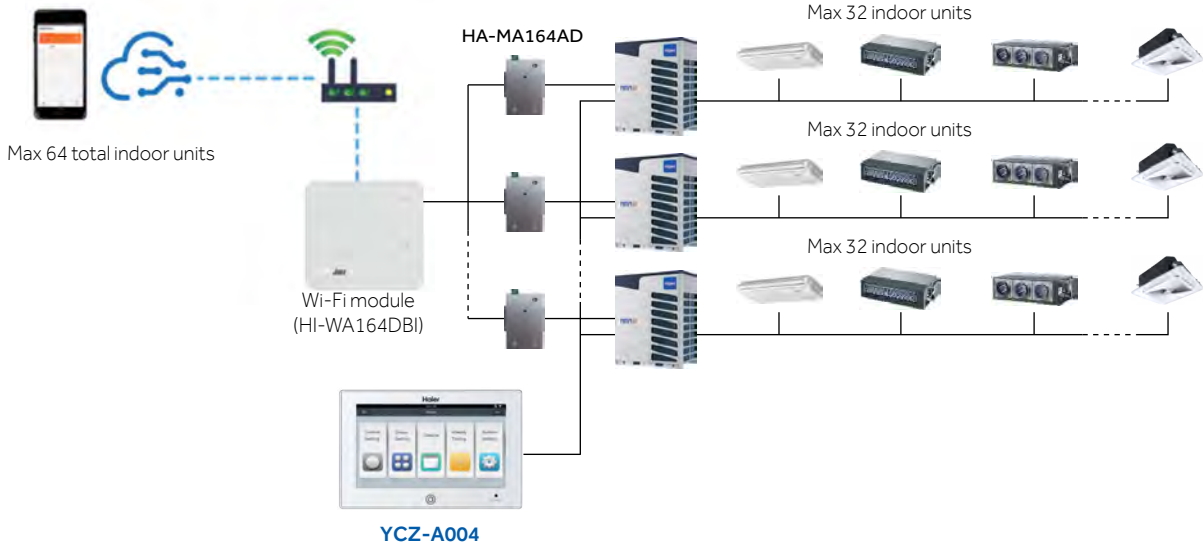 Max 32 indoor units
HA-MA164AD
Max 64 total indoor units
Max 32 indoor units
Max 32 indoor units
Wi-Fi module
(HI-WA164DBI)
Haier
YCZ-A004